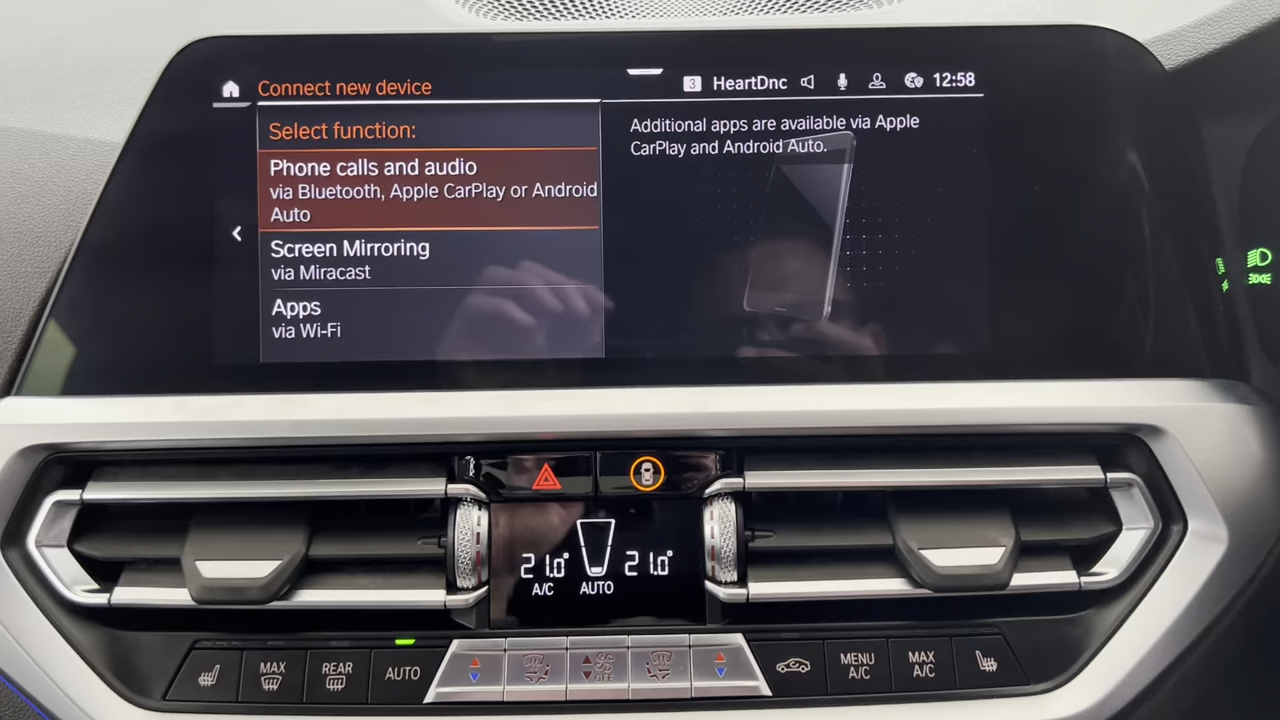 Connect new device
3 HeartDnc 12:58
Select function:
Phone calls and audio
via Bluetooth, Apple CarPlay or Android
Auto
Screen Mirroring
via Miracast
Apps
via Wi-Fi
Additional apps are available via Apple
CarPlay and Android Auto.
21.0° 21.0°
A/C AUTO
MAX
REAR
AUTO
OFF
MENU
A/C
MAX
A/C